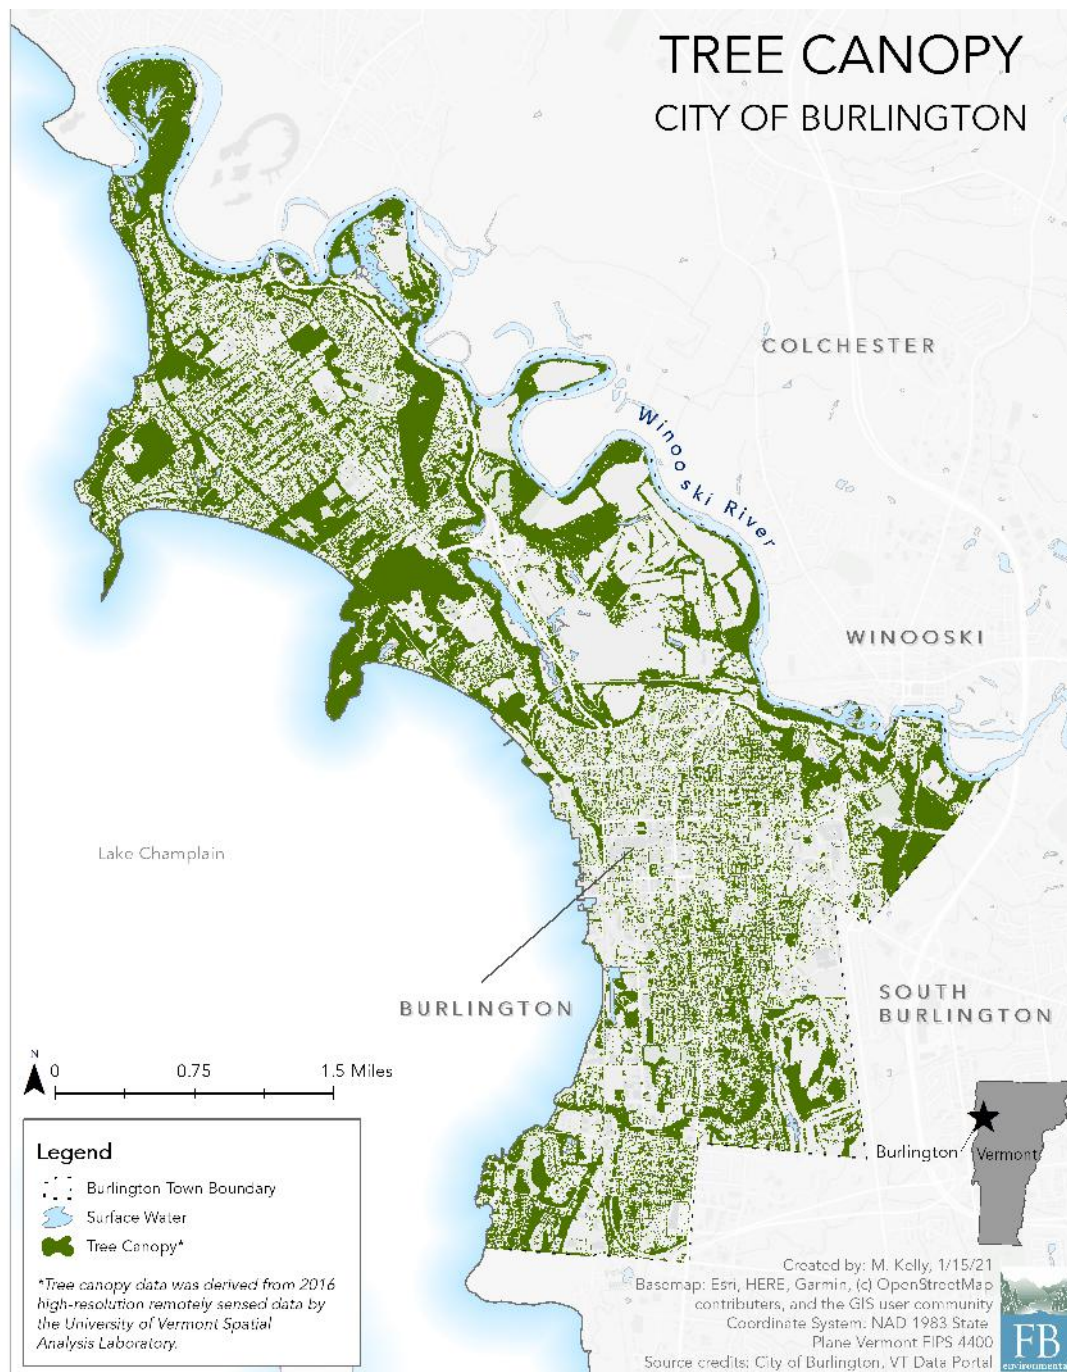 TREE CANOPY
CITY OF BURLINGTON
COLCHESTER
Winooski River
WINOOSKI
Lake Champlain
BURLINGTON
SOUTH
BURLINGTON
N
0 0.75 1.5 Miles
Burlington
Vermont
Legend
Burlington Town Boundary
Surface Water
Tree Canopy*
*Tree canopy data was derived from 2016
high-resolution remotely sensed data by
the University of Vermont Spatial
Analysis Laboratory.
Created by: M. Kelly, 1/15/21
Basemap: Esri, HERE, Garmin, (c) OpenStreetMap
contributers, and the GIS user community
Coordinate System: NAD 1983 State
Plane Vermont FIPS 4400
Source credits: City of Burlington, VT Data Portal
FB
environmental